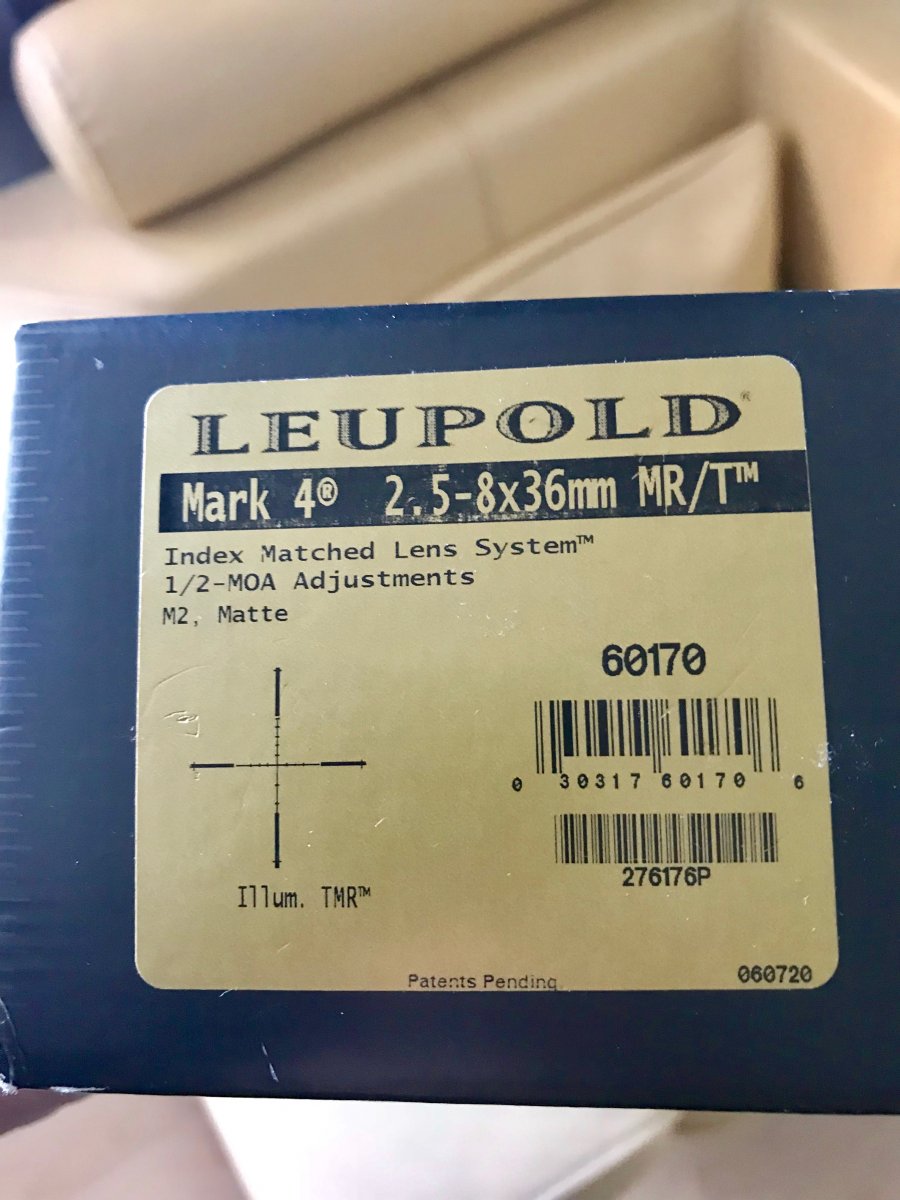 LEUPOLD®
Mark 4® 2.5-8x36mm MR/T™
Index Matched Lens System™
1/2-MOA Adjustments
M2, Matte
60170
0 30317 60170 6
276176P
Illum. TMR™
Patents Pending
060720